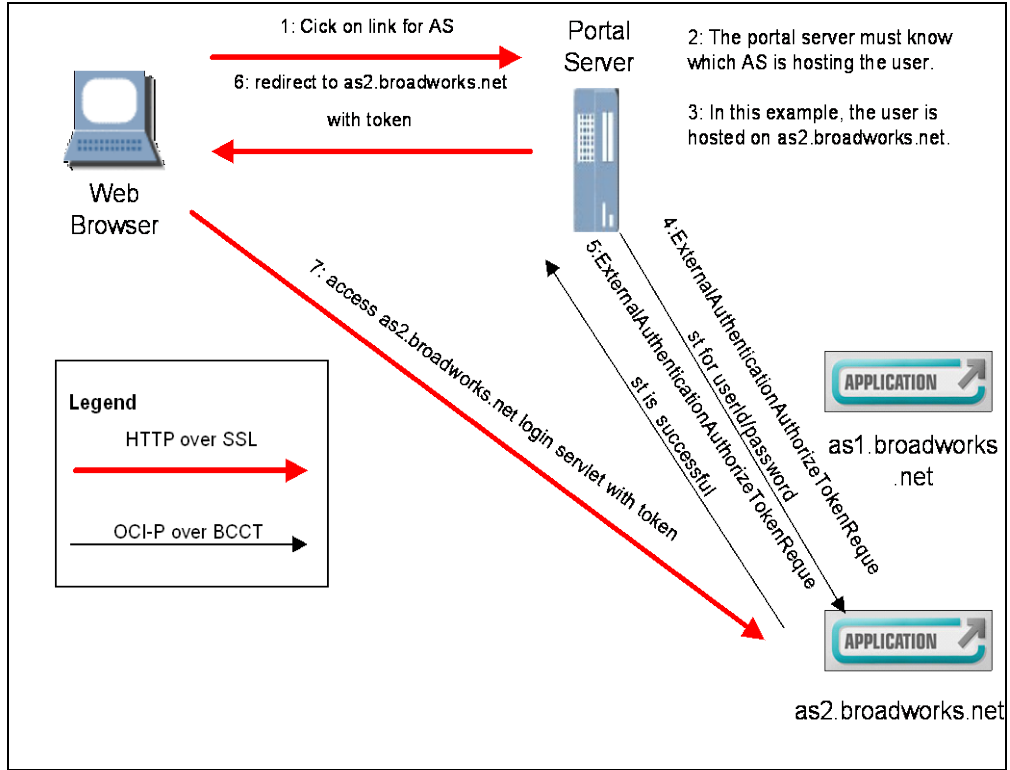 1: Cick on link for AS
6: redirect to as2.broadworks.net
with token
Portal
Server
2: The portal server must know
which AS is hosting the user.
3: In this example, the user is
hosted on as2.broadworks.net.
Web
Browser
7: access as2.broadworks.net login servlet with token
5:ExternalAuthenticationAuthorizeTokenReque
st is successful
4:ExternalAuthenticationAuthorizeTokenReque
st for userId/password
Legend
HTTP over SSL
OCI-P over BCCT
APPLICATION
as1.broadworks
.net
APPLICATION
as2.broadworks.net